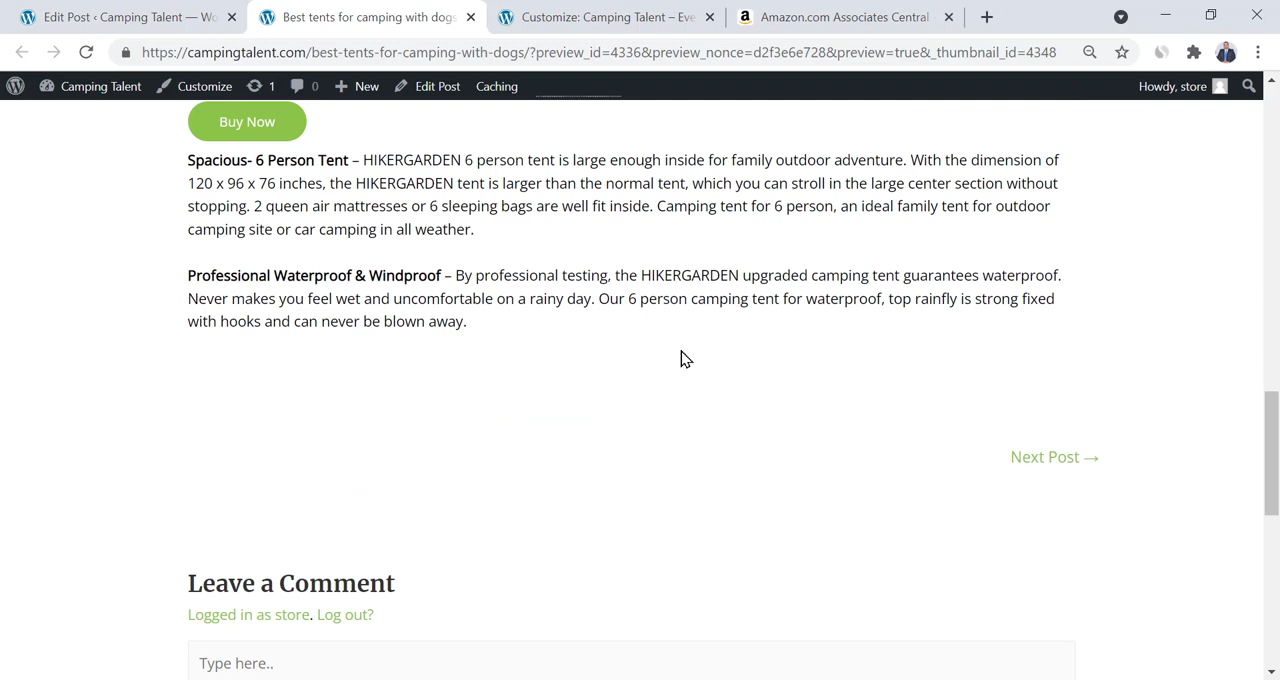 Edit Post ‹ Camping Talent — Wo
Best tents for camping with dogs
Customize: Camping Talent – Eve
Amazon.com Associates Central
https://campingtalent.com/best-tents-for-camping-with-dogs/?preview_id=4336&preview_nonce=d2f3e6e728&preview=true&_thumbnail_id=4348
Camping Talent
Customize
1
0
New
Edit Post
Caching
Howdy, store
Buy Now
Spacious- 6 Person Tent – HIKERGARDEN 6 person tent is large enough inside for family outdoor adventure. With the dimension of
120 x 96 x 76 inches, the HIKERGARDEN tent is larger than the normal tent, which you can stroll in the large center section without
stopping. 2 queen air mattresses or 6 sleeping bags are well fit inside. Camping tent for 6 person, an ideal family tent for outdoor
camping site or car camping in all weather.
Professional Waterproof & Windproof – By professional testing, the HIKERGARDEN upgraded camping tent guarantees waterproof.
Never makes you feel wet and uncomfortable on a rainy day. Our 6 person camping tent for waterproof, top rainfly is strong fixed
with hooks and can never be blown away.
Next Post →
Leave a Comment
Logged in as store. Log out?
Type here..